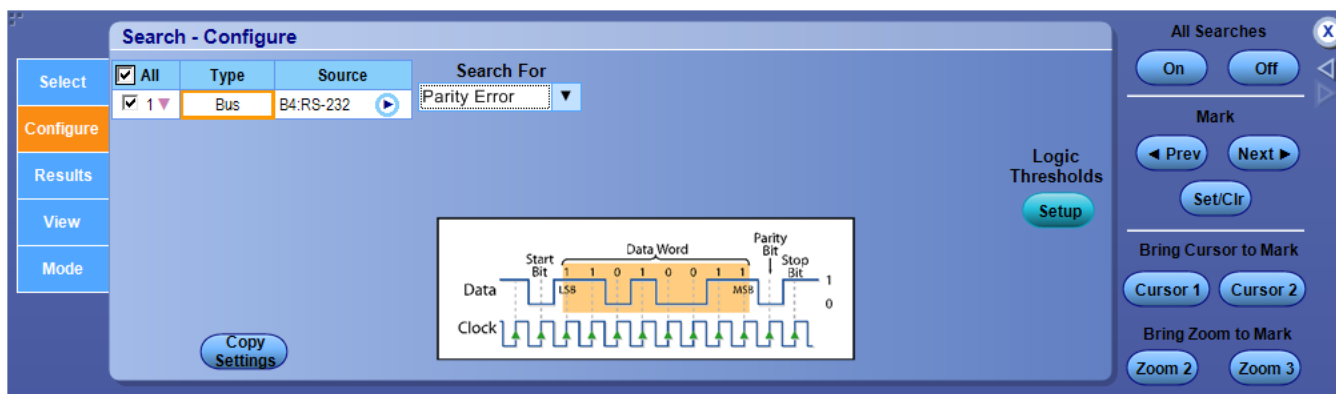 Search - Configure
Select
Configure
Results
View
Mode
All Type Source
1 Bus B4:RS-232
Search For
Parity Error
Logic
Thresholds
Setup
Start
Bit
Data Word
Parity
Bit
Stop
Bit
1 1 0 1 0 0 1 1
LSB MSB
Data
1
0
Clock
Copy
Settings
All Searches
X
On Off
Mark
Prev Next
Set/Clr
Bring Cursor to Mark
Cursor 1 Cursor 2
Bring Zoom to Mark
Zoom 2 Zoom 3